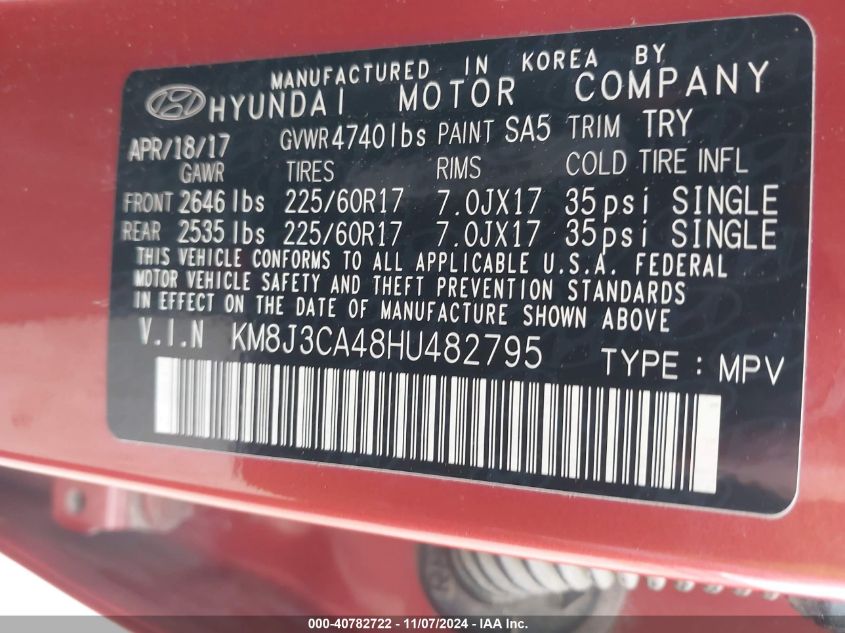 MANUFACTURED IN KOREA BY
HYUNDAI MOTOR COMPANY
APR/18/17 GVWR 4740lbs PAINT SA5 TRIM TRY
GAWR TIRES RIMS COLD TIRE INFL
FRONT 2646 lbs 225/60R17 7.0JX17 35psi SINGLE
REAR 2535 lbs 225/60R17 7.0JX17 35psi SINGLE
THIS VEHICLE CONFORMS TO ALL APPLICABLE U.S.A. FEDERAL
MOTOR VEHICLE SAFETY AND THEFT PREVENTION STANDARDS
IN EFFECT ON THE DATE OF MANUFACTURE SHOWN ABOVE
V.I.N KM8J3CA48HU482795 TYPE : MPV
000-40782722 - 11/07/2024 - IAA, Inc.